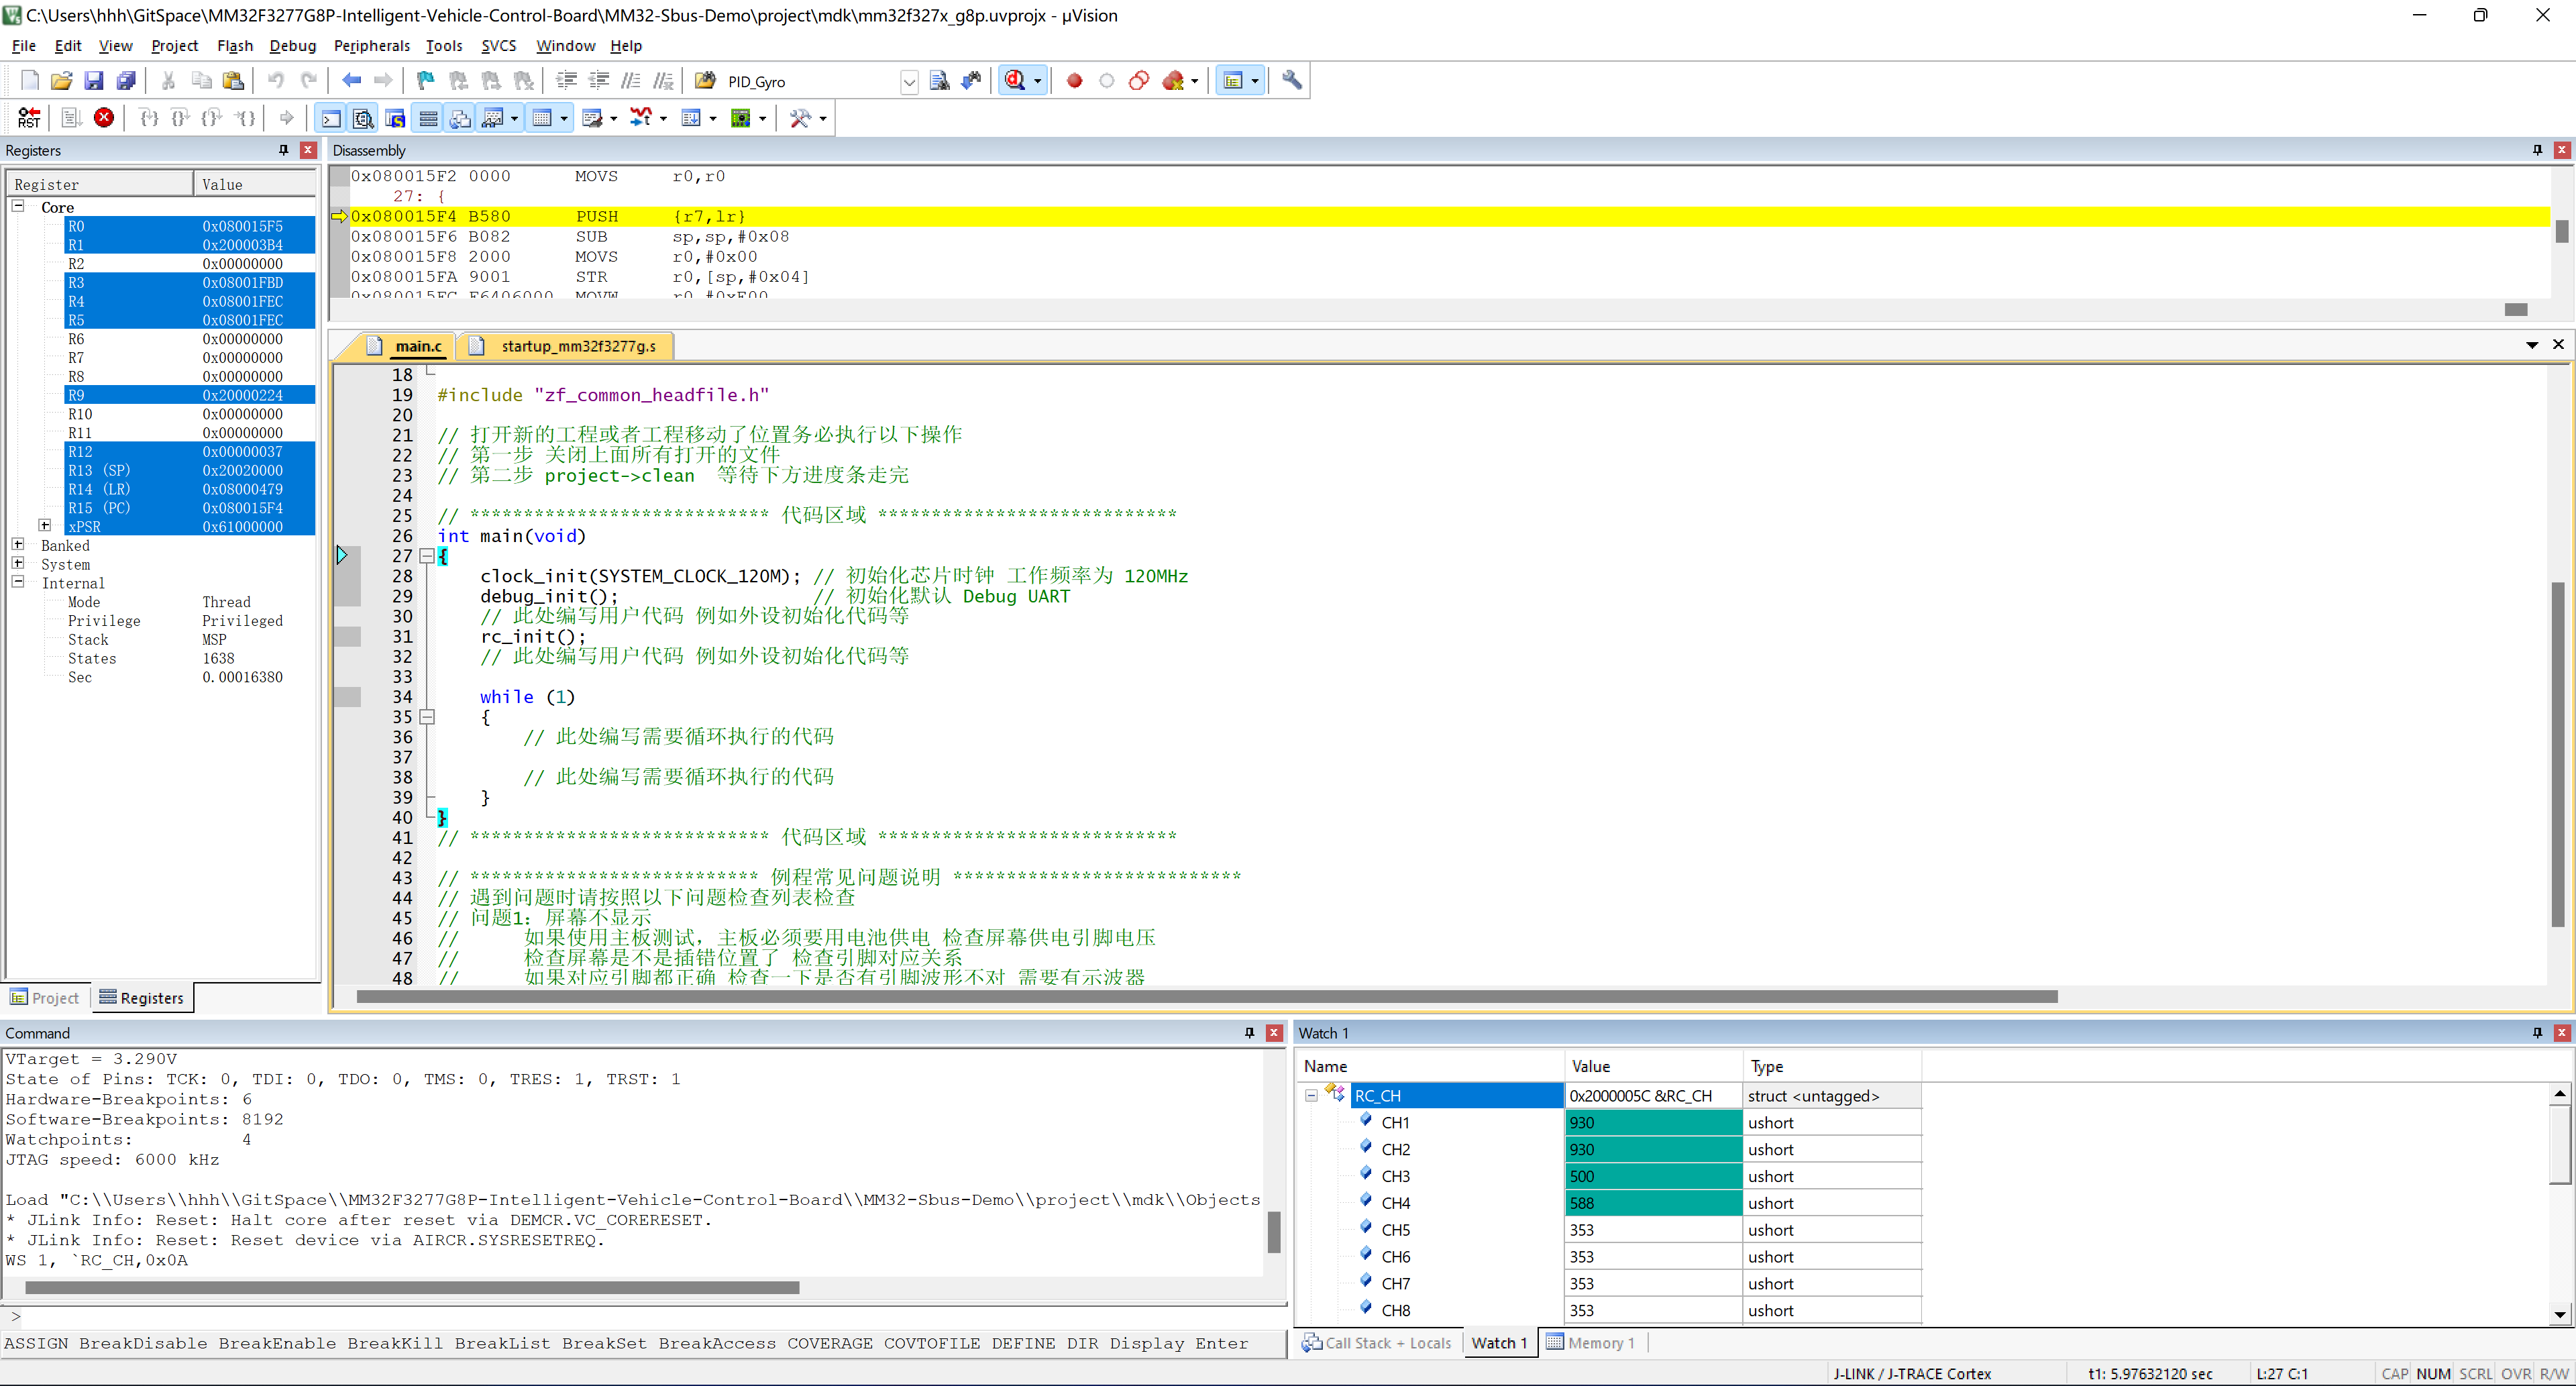 C:\Users\hhh\GitSpace\MM32F3277G8P-Intelligent-Vehicle-Control-Board\MM32-Sbus-Demo\project\mdk\mm32f327x_g8p.uvprojx - µVision
File Edit View Project Flash Debug Peripherals Tools SVCS Window Help
PID_Gyro
RST
Registers
Register Value
Core
R0 0x080015F5
R1 0x200003B4
R2 0x00000000
R3 0x08001FBD
R4 0x08001FEC
R5 0x08001FEC
R6 0x00000000
R7 0x00000000
R8 0x00000000
R9 0x20000224
R10 0x00000000
R11 0x00000000
R12 0x00000037
R13 (SP) 0x20020000
R14 (LR) 0x08000479
R15 (PC) 0x080015F4
xPSR 0x61000000
Banked
System
Internal
Mode Thread
Privilege Privileged
Stack MSP
States 1638
Sec 0.00016380
Project Registers
Disassembly
0x080015F2 0000 MOVS r0,r0
27: {
0x080015F4 B580 PUSH {r7,lr}
0x080015F6 B082 SUB sp,sp,#0x08
0x080015F8 2000 MOVS r0,#0x00
0x080015FA 9001 STR r0,[sp,#0x04]
0x080015FC F6406000 MOVW r0,#0xE00
main.c startup_mm32f3277g.s
18
19 #include "zf_common_headfile.h"
20
21 // 打开新的工程或者工程移动了位置务必执行以下操作
22 // 第一步 关闭上面所有打开的文件
23 // 第二步 project->clean 等待下方进度条走完
24
25 // **************************** 代码区域 ****************************
26 int main(void)
27 {
28 clock_init(SYSTEM_CLOCK_120M); // 初始化芯片时钟 工作频率为 120MHz
29 debug_init(); // 初始化默认 Debug UART
30 // 此处编写用户代码 例如外设初始化代码等
31 rc_init();
32 // 此处编写用户代码 例如外设初始化代码等
33
34 while (1)
35 {
36 // 此处编写需要循环执行的代码
37
38 // 此处编写需要循环执行的代码
39 }
40 }
41 // **************************** 代码区域 ****************************
42
43 // *************************** 例程常见问题说明 ***************************
44 // 遇到问题时请按照以下问题检查列表检查
45 // 问题1：屏幕不显示
46 // 如果使用主板测试，主板必须要用电池供电 检查屏幕供电引脚电压
47 // 检查屏幕是不是插错位置了 检查引脚对应关系
48 // 如果对应引脚都正确 检查一下是否有引脚波形不对 需要有示波器
Command
VTarget = 3.290V
State of Pins: TCK: 0, TDI: 0, TDO: 0, TMS: 0, TRES: 1, TRST: 1
Hardware-Breakpoints: 6
Software-Breakpoints: 8192
Watchpoints: 4
JTAG speed: 6000 kHz
Load "C:\\Users\\hhh\\GitSpace\\MM32F3277G8P-Intelligent-Vehicle-Control-Board\\MM32-Sbus-Demo\\project\\mdk\\Objects
* JLink Info: Reset: Halt core after reset via DEMCR.VC_CORERESET.
* JLink Info: Reset: Reset device via AIRCR.SYSRESETREQ.
WS 1, `RC_CH,0x0A
>
ASSIGN BreakDisable BreakEnable BreakKill BreakList BreakSet BreakAccess COVERAGE COVTOFILE DEFINE DIR Display Enter
Watch 1
Name Value Type
RC_CH 0x2000005C &RC_CH struct <untagged>
CH1 930 ushort
CH2 930 ushort
CH3 500 ushort
CH4 588 ushort
CH5 353 ushort
CH6 353 ushort
CH7 353 ushort
CH8 353 ushort
Call Stack + Locals Watch 1 Memory 1
J-LINK / J-TRACE Cortex t1: 5.97632120 sec L:27 C:1 CAP NUM SCRL OVR R/W